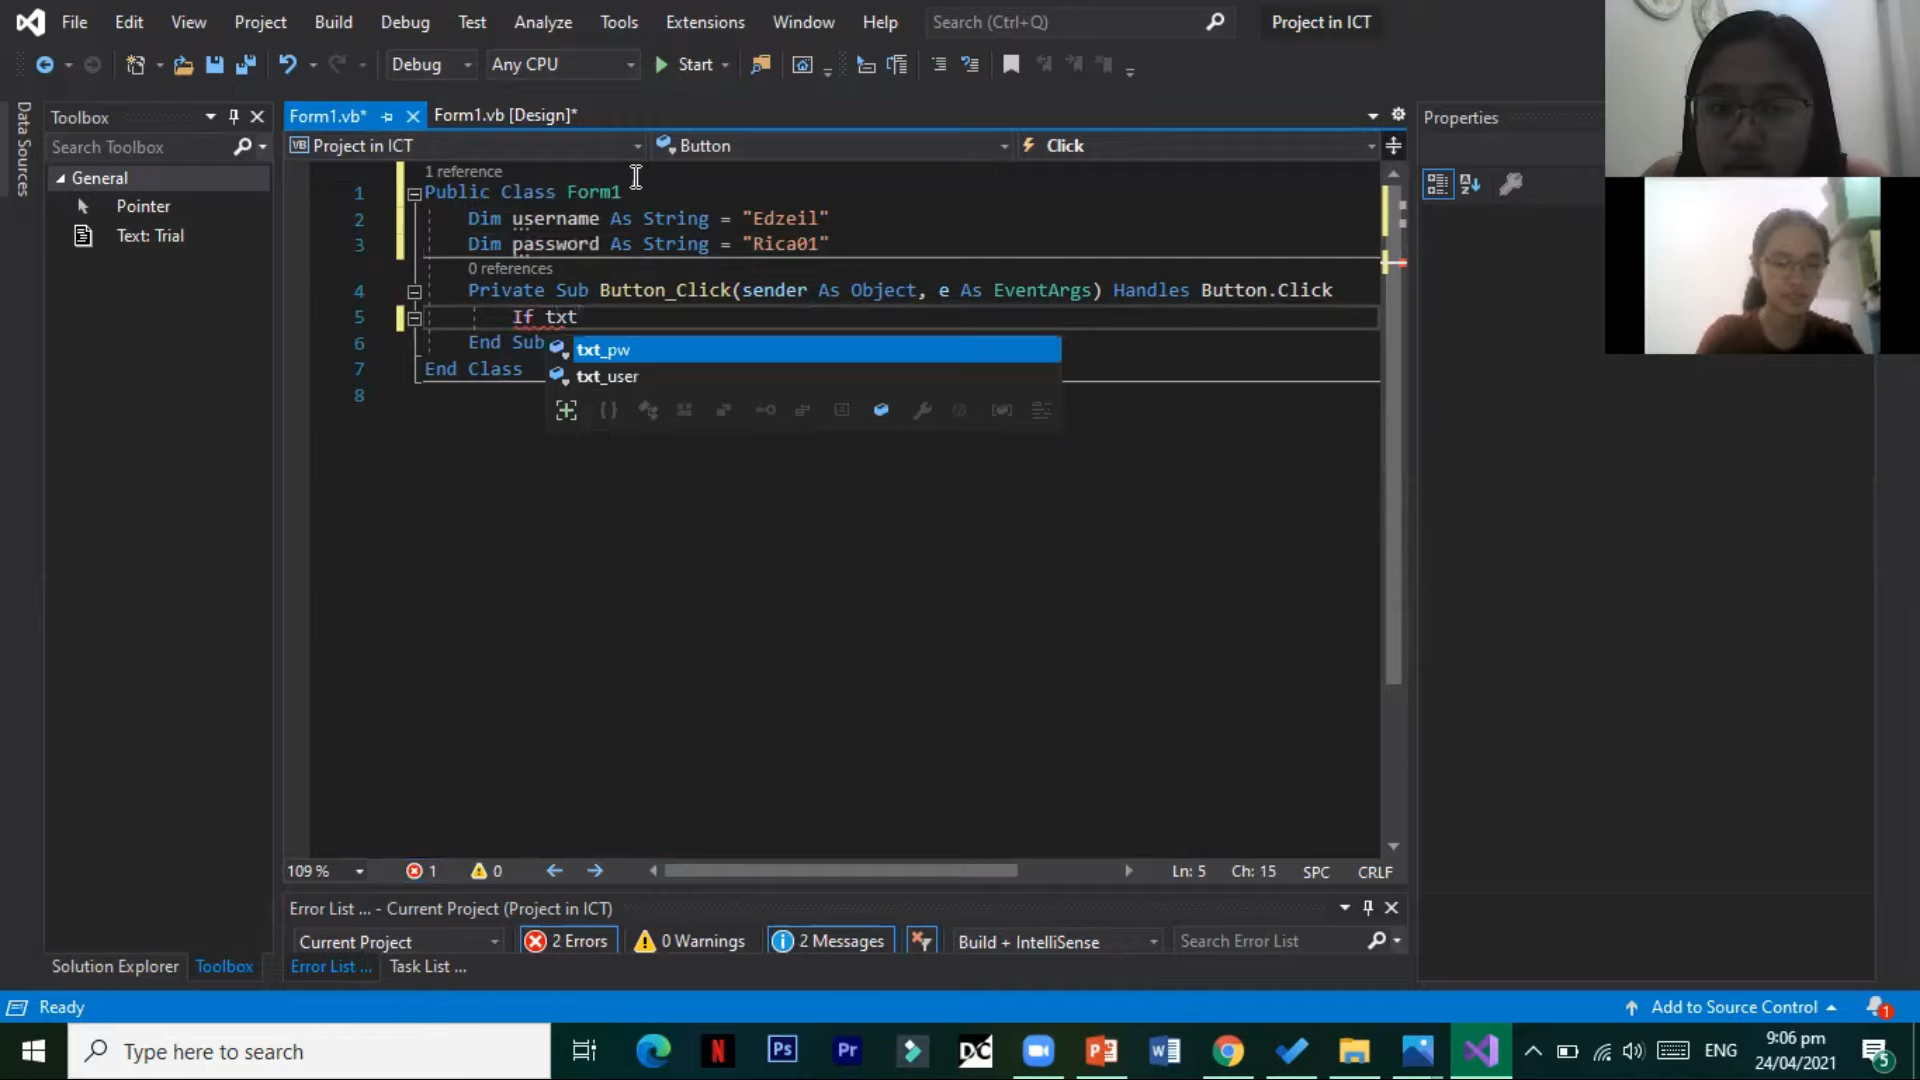 File Edit View Project Build Debug Test Analyze Tools Extensions Window Help Search (Ctrl+Q) Project in ICT
Debug Any CPU Start
Data Sources
Toolbox
Search Toolbox
General
Pointer
Text: Trial
Form1.vb* Form1.vb [Design]*
Project in ICT Button Click
1 reference
1 Public Class Form1
2 Dim username As String = "Edzeil"
3 Dim password As String = "Rica01"
0 references
4 Private Sub Button_Click(sender As Object, e As EventArgs) Handles Button.Click
5 If txt
6 End Sub
7 End Class
8
txt_pw
txt_user
Properties
109 % 1 0 Ln: 5 Ch: 15 SPC CRLF
Error List ... - Current Project (Project in ICT)
Current Project 2 Errors 0 Warnings 2 Messages Build + IntelliSense Search Error List
Solution Explorer Toolbox Error List ... Task List ...
Ready Add to Source Control 1
Type here to search
N Ps Pr DC P W
ENG 9:06 pm
24/04/2021 5